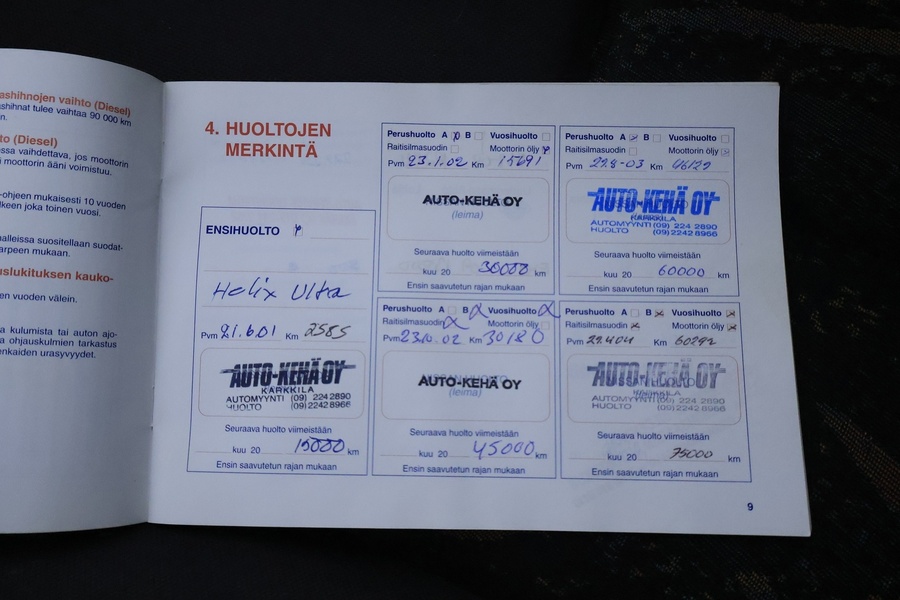 ashihnojen vaihto (Diesel)
shihnat tulee vaihtaa 90 000 km
n.
to (Diesel)
ssa vaihdettava, jos moottorin
i moottorin ääni voimistuu.
-ohjeen mukaisesti 10 vuoden
lkeen joka toinen vuosi.
nalleissa suositellaan suodat-
arpeen mukaan.
uslukituksen kauko-
en vuoden välein.
a kulumista tai auton ajo-
a ohjauskulmien tarkastus
enkaiden urasyvyydet.
4. HUOLTOJEN
MERKINTÄ
ENSIHUOLTO
Helix Ultra
Pvm 21.6.01 Km 2585
AUTO-KEHÄ OY
KARKKILA
AUTOMYYNTI (09) 224 2890
HUOLTO (09) 2242 8966
Seuraava huolto viimeistään
kuu 20 15000 km
Ensin saavutetun rajan mukaan
Perushuolto A B Vuosihuolto
Raitisilmasuodin Moottorin öljy
Pvm 23.1.02 Km 15691
AUTO-KEHÄ OY
(leima)
Seuraava huolto viimeistään
kuu 20 30000 km
Ensin saavutetun rajan mukaan
Perushuolto A B Vuosihuolto
Raitisilmasuodin Moottorin öljy
Pvm 23.10.02 Km 30180
AUTO-KEHÄ OY
(leima)
Seuraava huolto viimeistään
kuu 20 45000 km
Ensin saavutetun rajan mukaan
Perushuolto A B Vuosihuolto
Raitisilmasuodin Moottorin öljy
Pvm Km
AUTO-KEHÄ OY
KARKKILA
AUTOMYYNTI (09) 224 2890
HUOLTO (09) 2242 8966
Seuraava huolto viimeistään
kuu 20 60000 km
Ensin saavutetun rajan mukaan
Perushuolto A B Vuosihuolto
Raitisilmasuodin Moottorin öljy
Pvm 29.4.04 Km 60292
AUTO-KEHÄ OY
KARKKILA
AUTOMYYNTI (09) 224 2890
HUOLTO (09) 2242 8966
Seuraava huolto viimeistään
kuu 20 75000 km
Ensin saavutetun rajan mukaan
9